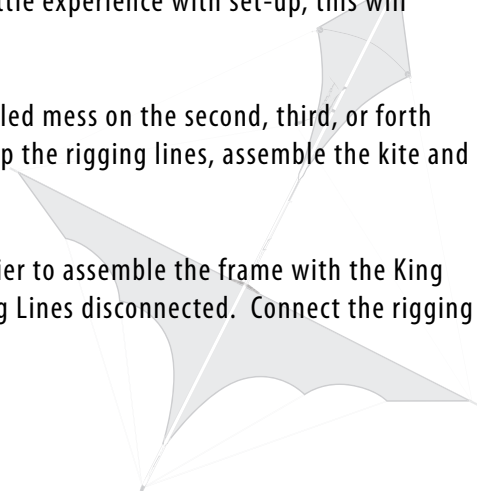 ttle experience with set-up, this will
led mess on the second, third, or forth
p the rigging lines, assemble the kite and
ier to assemble the frame with the King
g Lines disconnected.  Connect the rigging